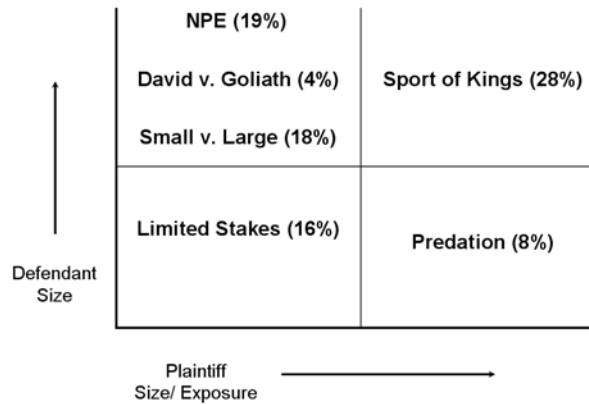 NPE (19%)
David v. Goliath (4%)
Sport of Kings (28%)
Small v. Large (18%)
Limited Stakes (16%)
Predation (8%)
Defendant
Size
Plaintiff
Size/ Exposure